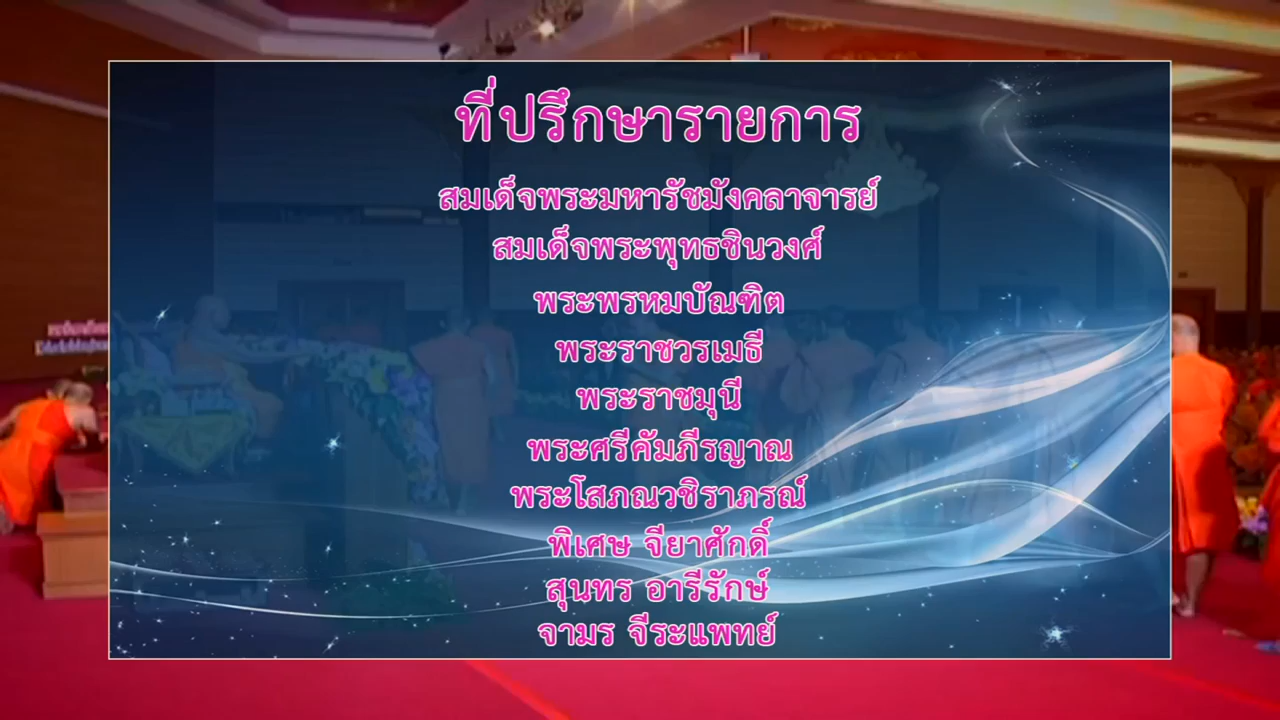 ที่ปรึกษารายการ
สมเด็จพระมหารัชมังคลาจารย์
สมเด็จพระพุทธชินวงศ์
พระพรหมบัณฑิต
พระราชวรเมธี
พระราชมุนี
พระศรีคัมภีรญาณ
พระโสภณวชิราภรณ์
พิเศษ จียาศักดิ์
สุนทร อารีรักษ์
จามร จีระแพทย์